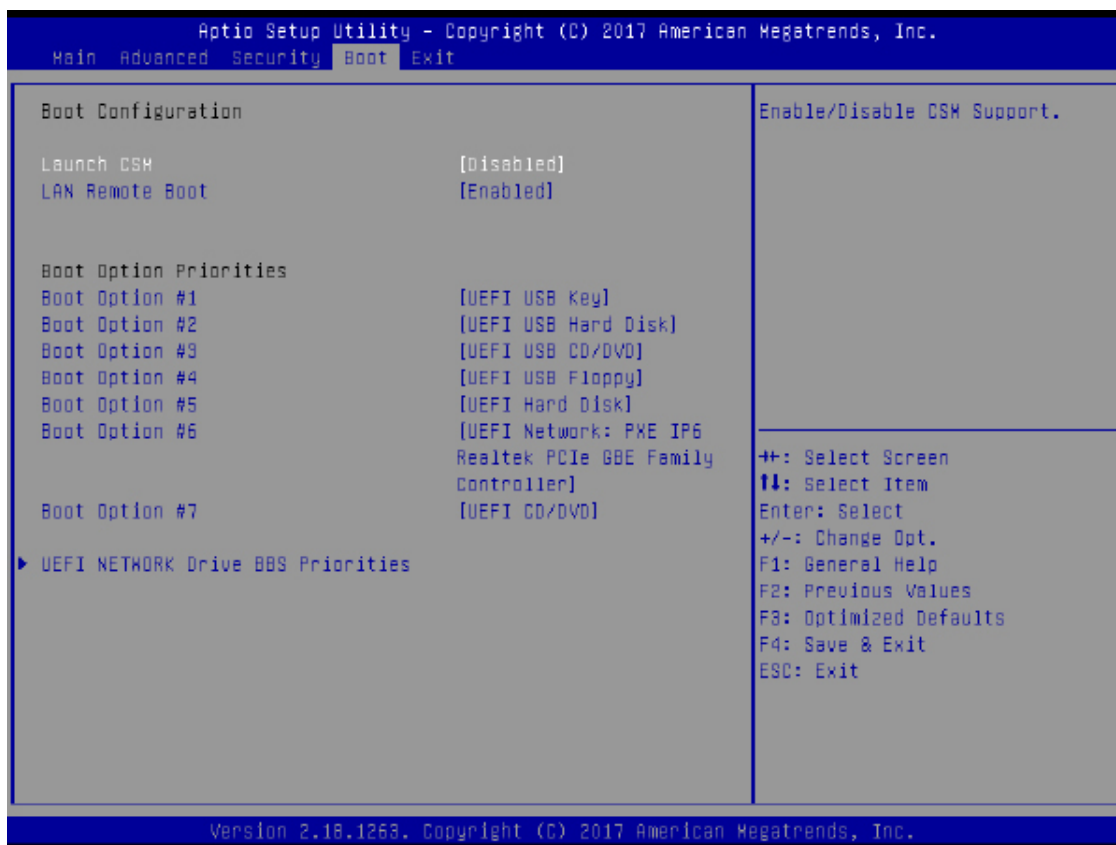 Aptio Setup Utility - Copyright (C) 2017 American Megatrends, Inc.
Main Advanced Security Boot Exit
Boot Configuration
Launch CSM [Disabled]
LAN Remote Boot [Enabled]
Boot Option Priorities
Boot Option #1 [UEFI USB Key]
Boot Option #2 [UEFI USB Hard Disk]
Boot Option #3 [UEFI USB CD/DVD]
Boot Option #4 [UEFI USB Floppy]
Boot Option #5 [UEFI Hard Disk]
Boot Option #6 [UEFI Network: PXE IP6
Realtek PCIe GBE Family
Controller]
Boot Option #7 [UEFI CD/DVD]
UEFI NETWORK Drive BBS Priorities
Enable/Disable CSM Support.
→←: Select Screen
↑↓: Select Item
Enter: Select
+/-: Change Opt.
F1: General Help
F2: Previous Values
F3: Optimized Defaults
F4: Save & Exit
ESC: Exit
Version 2.18.1263. Copyright (C) 2017 American Megatrends, Inc.